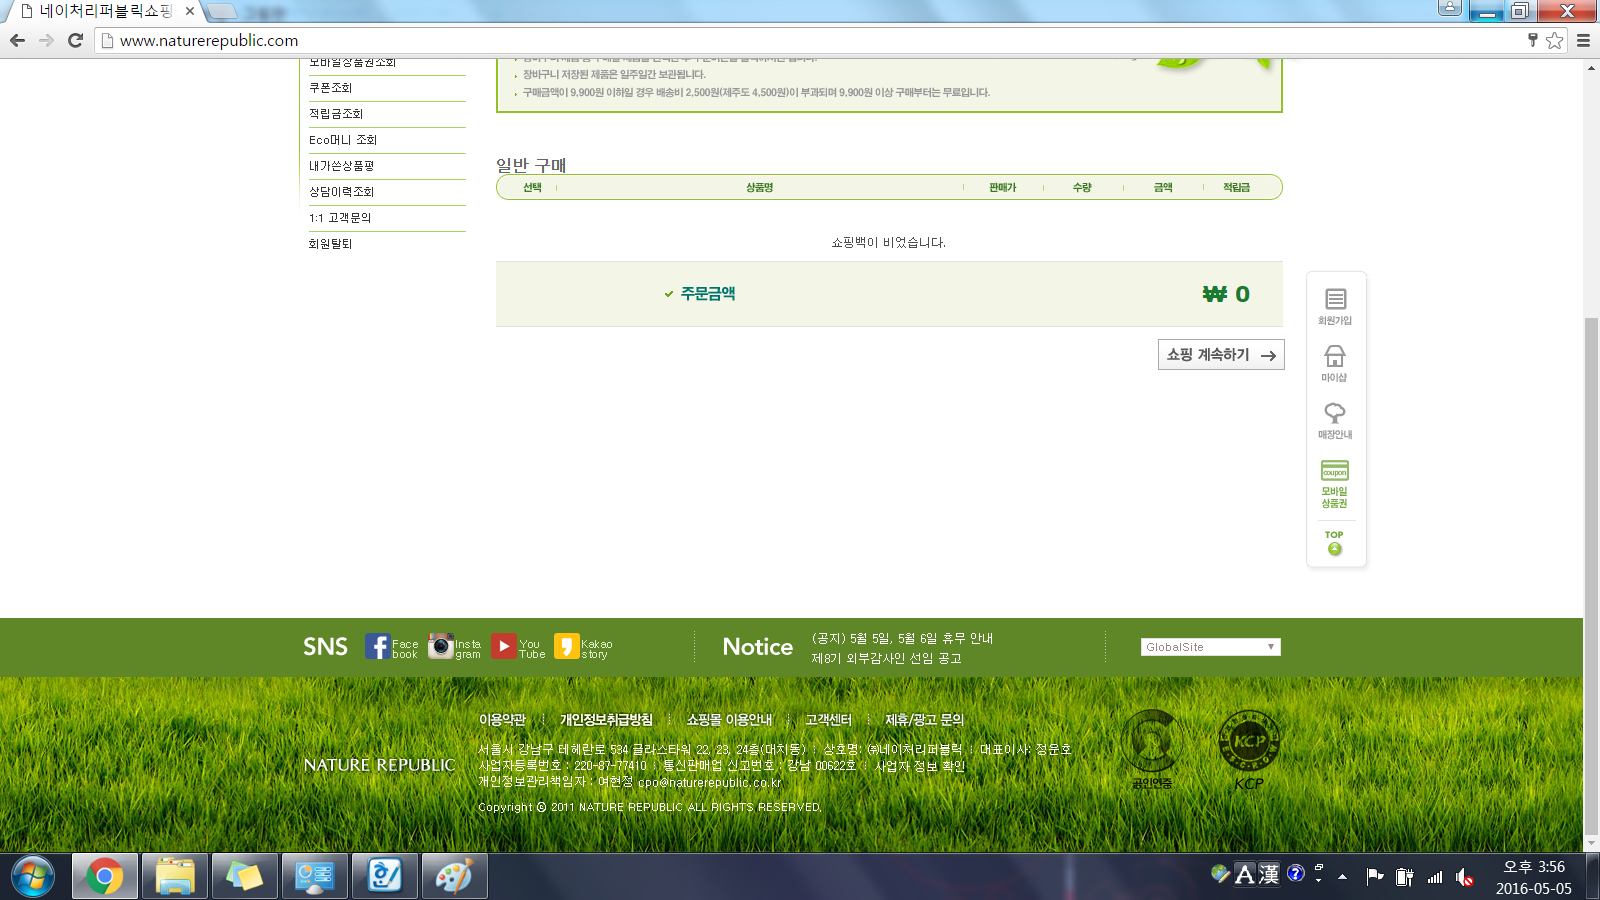 네이처리퍼블릭쇼핑
www.naturerepublic.com
모바일상품권조회
쿠폰조회
적립금조회
Eco머니 조회
내가쓴상품평
상담이력조회
1:1 고객문의
회원탈퇴
장바구니 저장된 제품은 일주일간 보관됩니다.
구매금액이 9,900원 이하일 경우 배송비 2,500원(제주도 4,500원)이 부과되며 9,900원 이상 구매부터는 무료입니다.
일반 구매
선택 상품명 판매가 수량 금액 적립금
쇼핑백이 비었습니다.
주문금액 ₩ 0
쇼핑 계속하기 →
회원가입
마이샵
매장안내
coupon
모바일
상품권
TOP
SNS
Face
book
Insta
gram
You
Tube
Kakao
story
Notice
(공지) 5월 5일, 5월 6일 휴무 안내
제8기 외부감사인 선임 공고
GlobalSite
이용약관 개인정보취급방침 쇼핑몰 이용안내 고객센터 제휴/광고 문의
NATURE REPUBLIC
서울시 강남구 테헤란로 534 글라스타워 22, 23, 24층(대치동) | 상호명: ㈜네이처리퍼블릭 | 대표이사: 정운호
사업자등록번호 : 220-87-77410 | 통신판매업 신고번호 : 강남 00622호 | 사업자 정보 확인
개인정보관리책임자 : 여현정 cpo@naturerepublic.co.kr
Copyright ⓒ 2011 NATURE REPUBLIC ALL RIGHTS RESERVED.
공인인증
KCP
KCP
A 漢
오후 3:56
2016-05-05